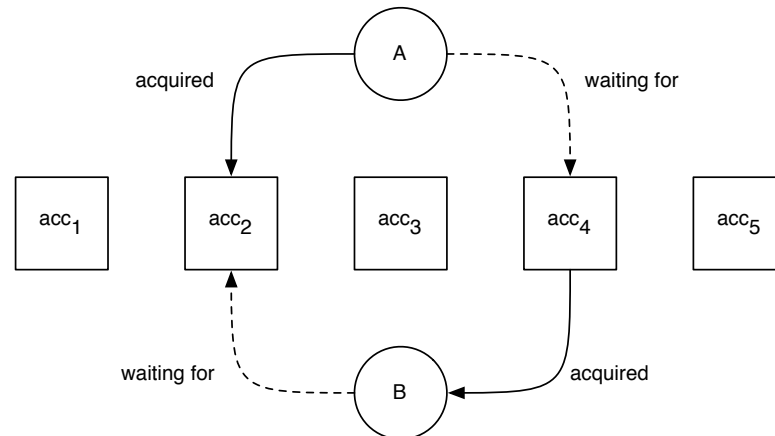 A
acquired
waiting for
acc1
acc2
acc3
acc4
acc5
waiting for
B
acquired